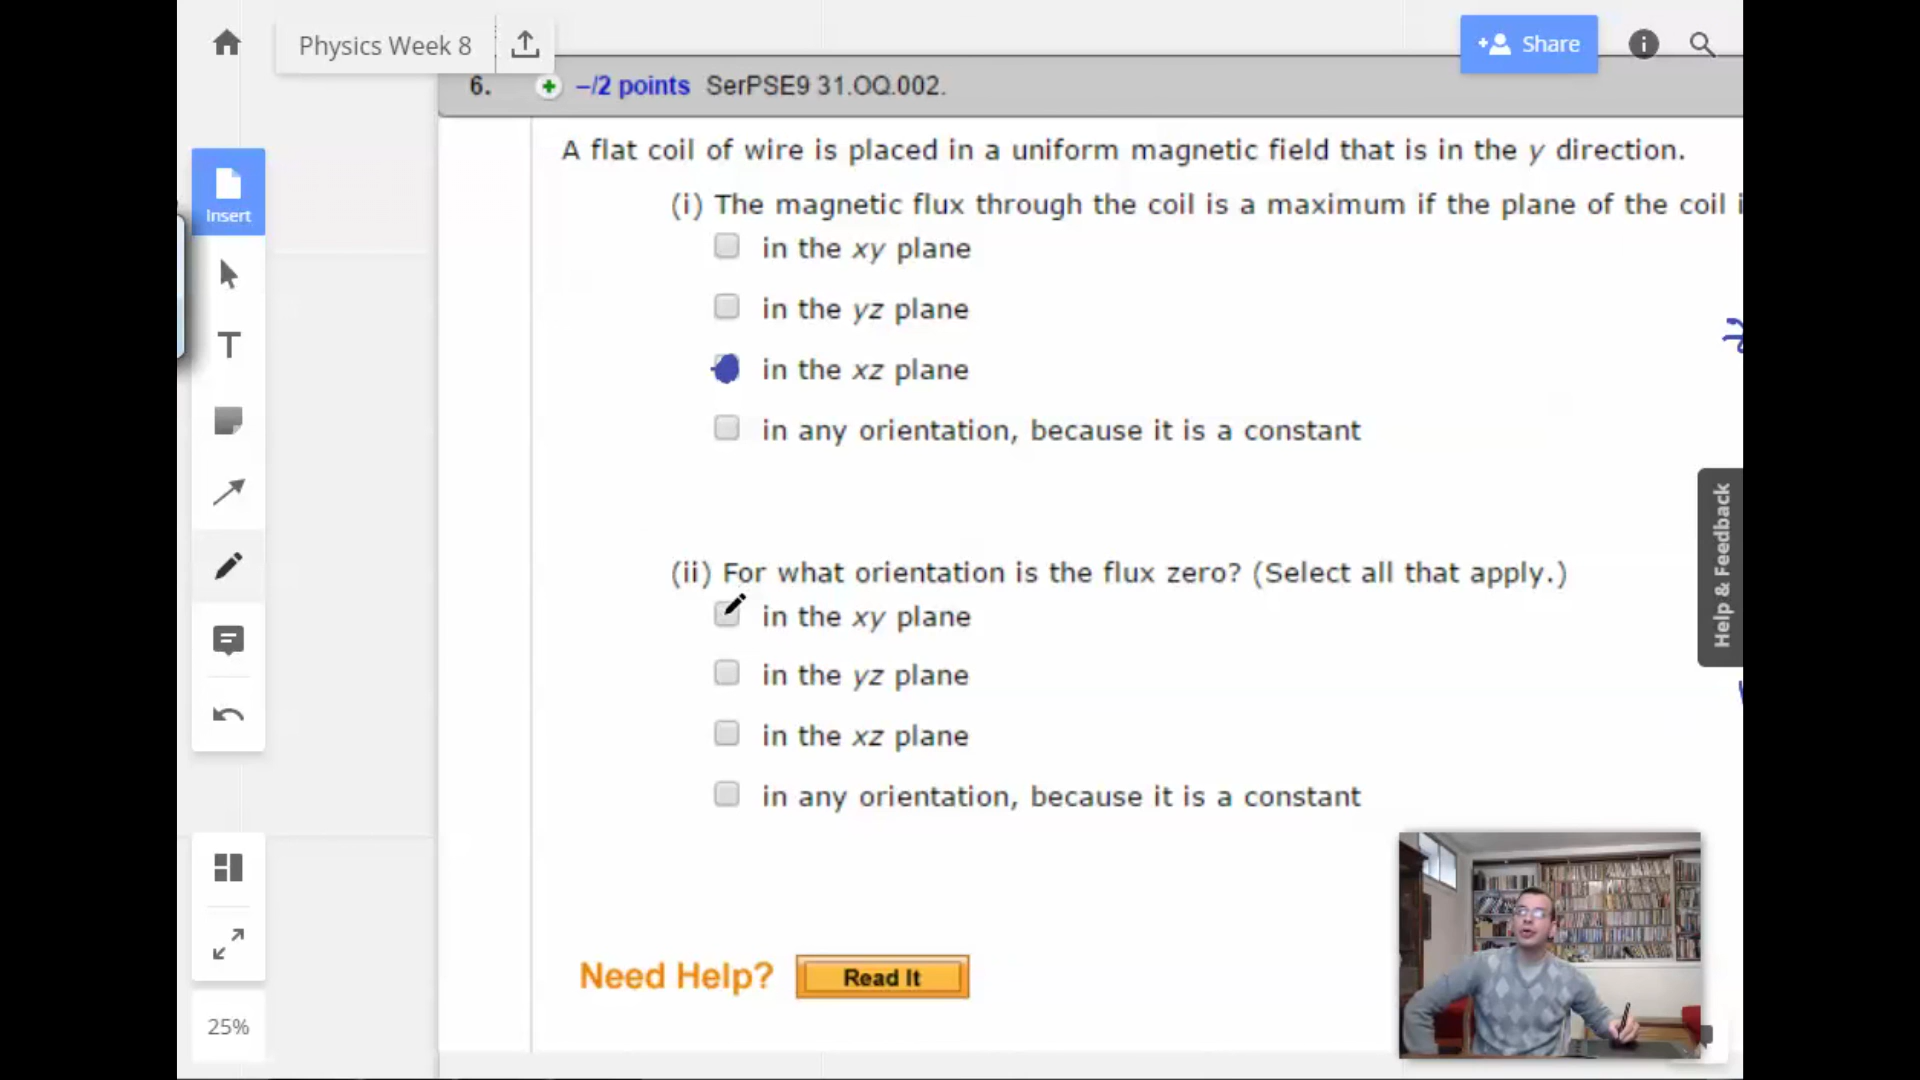 Physics Week 8
Share
6. –/2 points SerPSE9 31.OQ.002.
Insert
A flat coil of wire is placed in a uniform magnetic field that is in the y direction.
(i) The magnetic flux through the coil is a maximum if the plane of the coil i
in the xy plane
in the yz plane
in the xz plane
in any orientation, because it is a constant
Help & Feedback
(ii) For what orientation is the flux zero? (Select all that apply.)
in the xy plane
in the yz plane
in the xz plane
in any orientation, because it is a constant
Need Help? Read It
25%